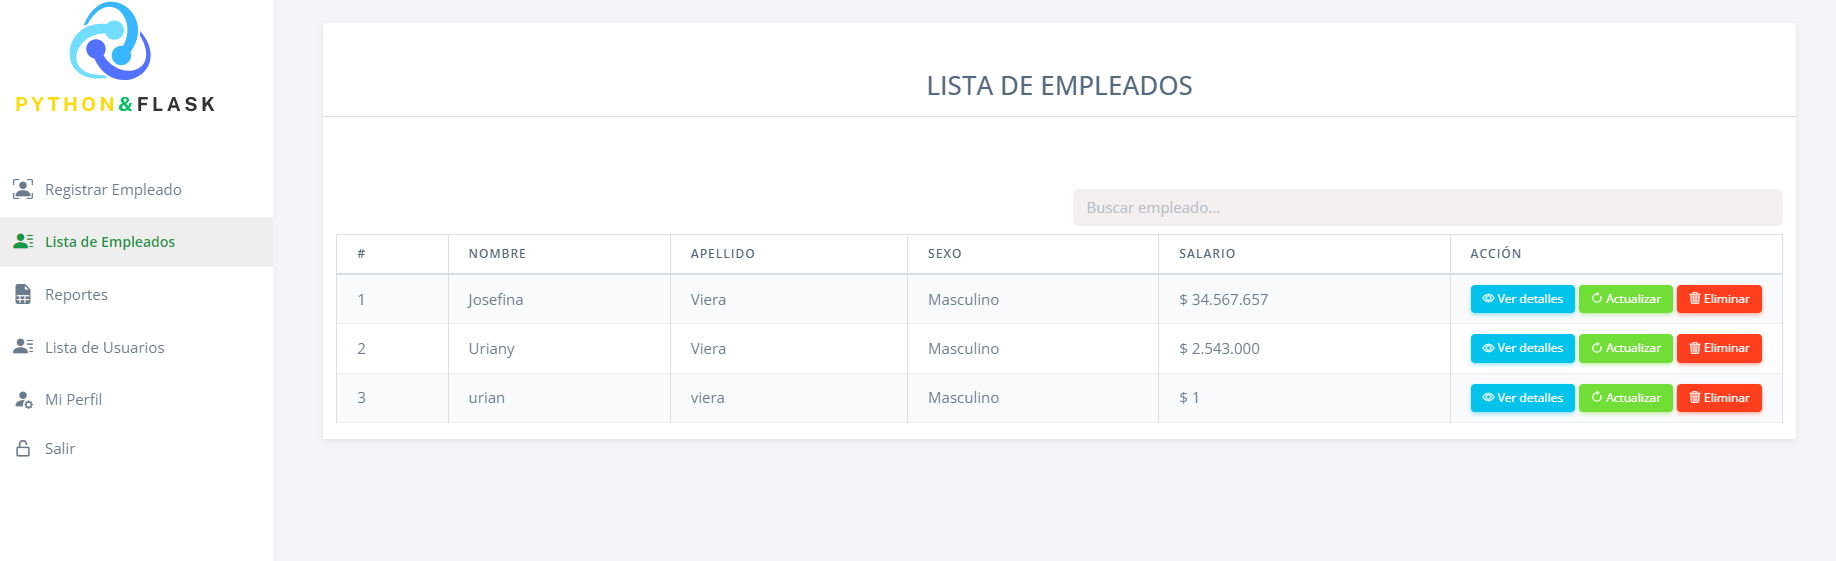 PYTHON&FLASK
Registrar Empleado
Lista de Empleados
Reportes
Lista de Usuarios
Mi Perfil
Salir
LISTA DE EMPLEADOS
Buscar empleado...
# NOMBRE APELLIDO SEXO SALARIO ACCIÓN
1 Josefina Viera Masculino $ 34.567.657 Ver detalles Actualizar Eliminar
2 Uriany Viera Masculino $ 2.543.000 Ver detalles Actualizar Eliminar
3 urian viera Masculino $ 1 Ver detalles Actualizar Eliminar